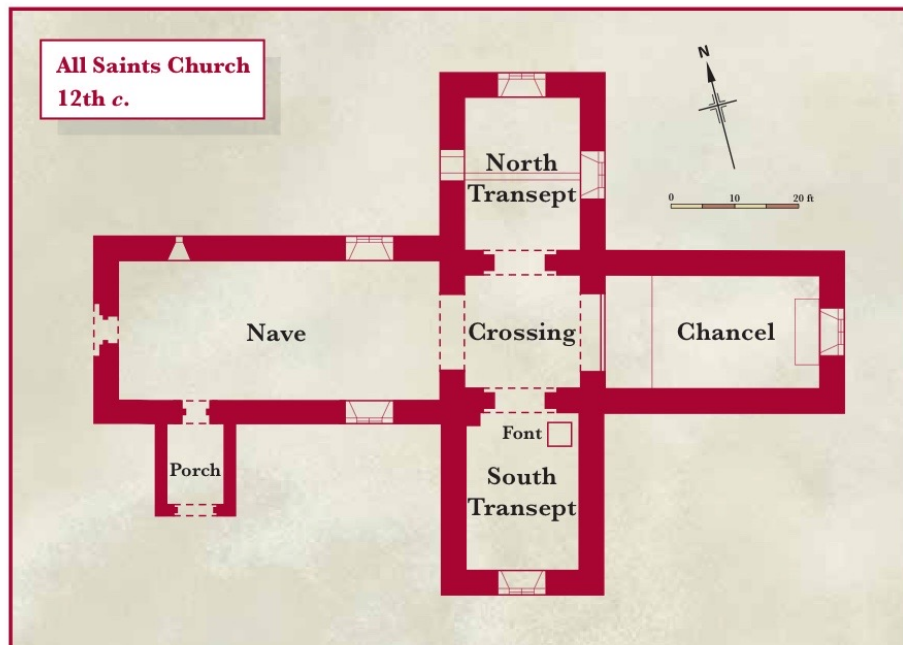 All Saints Church
12th c.
N
0 10 20 ft
North
Transept
Nave
Crossing
Chancel
Font
Porch
South
Transept